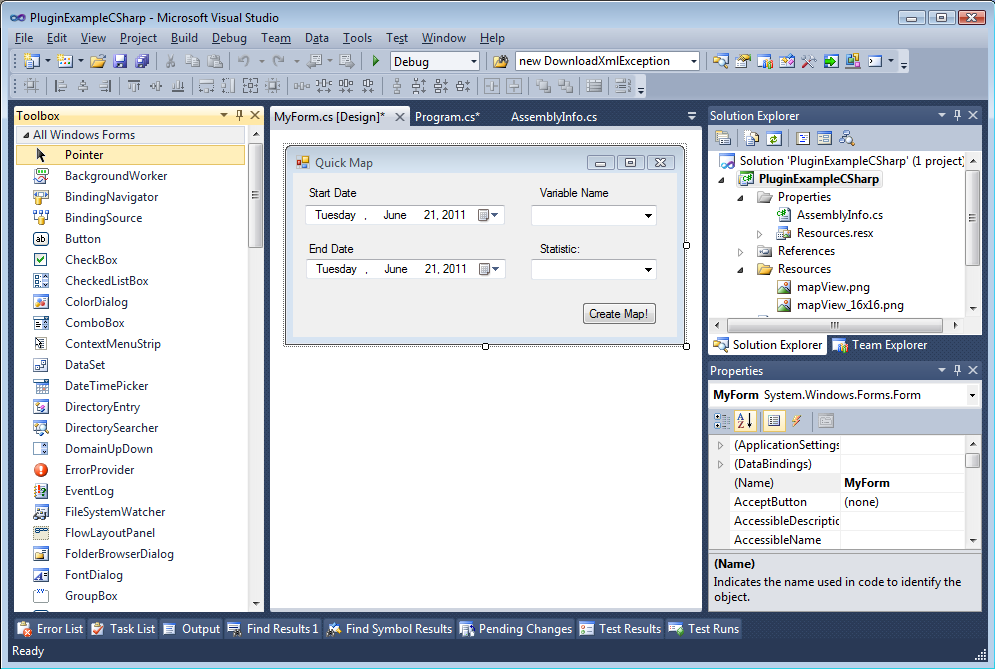 PluginExampleCSharp - Microsoft Visual Studio
File Edit View Project Build Debug Team Data Tools Test Window Help
Debug new DownloadXmlException
Toolbox
All Windows Forms
Pointer
BackgroundWorker
BindingNavigator
BindingSource
Button
CheckBox
CheckedListBox
ColorDialog
ComboBox
ContextMenuStrip
DataSet
DateTimePicker
DirectoryEntry
DirectorySearcher
DomainUpDown
ErrorProvider
EventLog
FileSystemWatcher
FlowLayoutPanel
FolderBrowserDialog
FontDialog
GroupBox
MyForm.cs [Design]* Program.cs* AssemblyInfo.cs
Quick Map
Start Date Variable Name
Tuesday , June 21, 2011
End Date Statistic:
Tuesday , June 21, 2011
Create Map!
Solution Explorer
Solution 'PluginExampleCSharp' (1 project)
PluginExampleCSharp
Properties
AssemblyInfo.cs
Resources.resx
References
Resources
mapView.png
mapView_16x16.png
Solution Explorer Team Explorer
Properties
MyForm System.Windows.Forms.Form
(ApplicationSettings
(DataBindings)
(Name) MyForm
AcceptButton (none)
AccessibleDescriptic
AccessibleName
(Name)
Indicates the name used in code to identify the
object.
Error List Task List Output Find Results 1 Find Symbol Results Pending Changes Test Results Test Runs
Ready